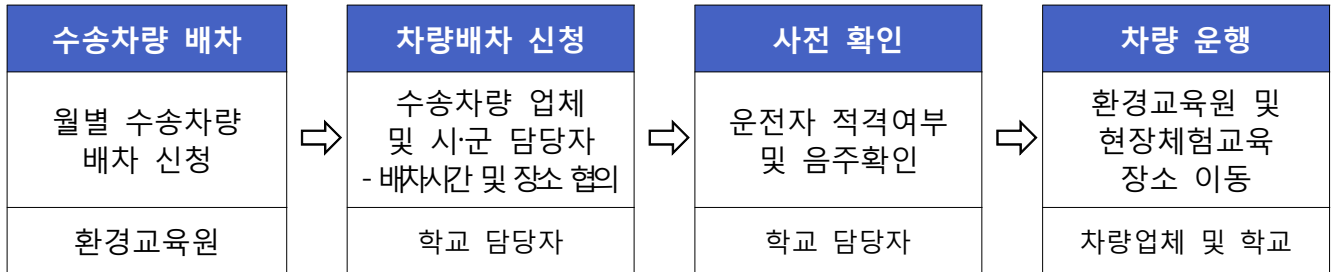 수송차량 배차
월별 수송차량
배차 신청
환경교육원
⇨
차량배차 신청
수송차량 업체
및 시·군 담당자
- 배차시간 및 장소 협의
학교 담당자
⇨
사전 확인
운전자 적격여부
및 음주확인
학교 담당자
⇨
차량 운행
환경교육원 및
현장체험교육
장소 이동
차량업체 및 학교